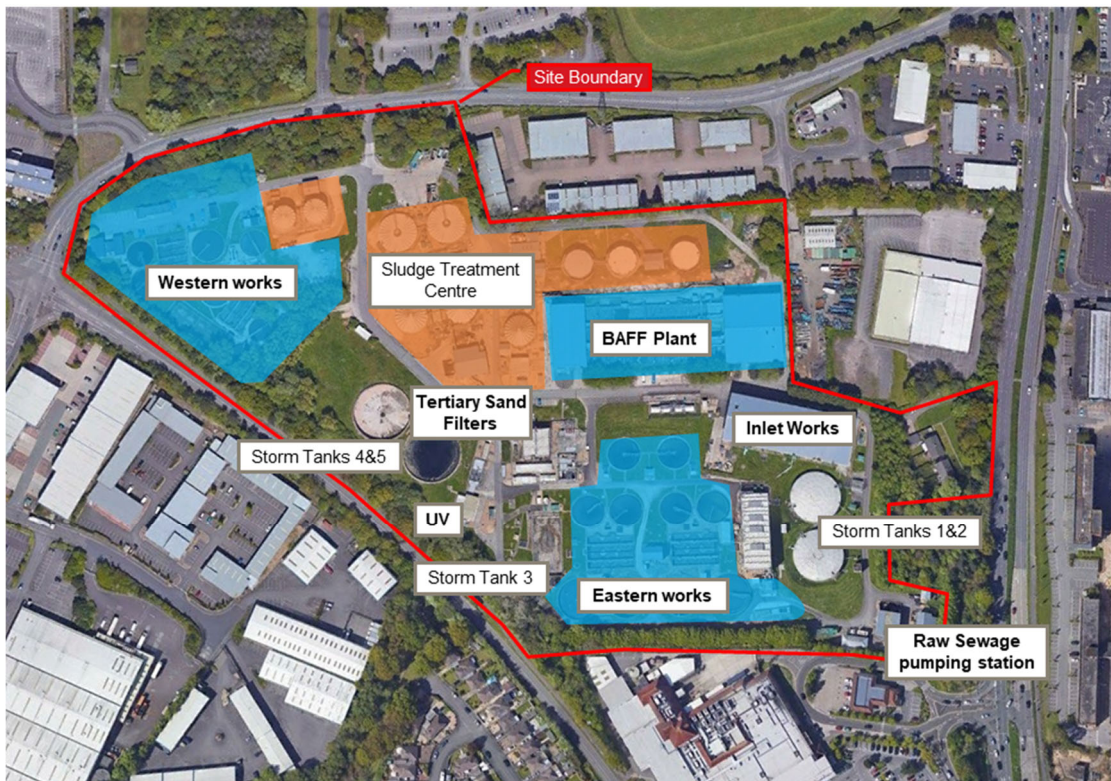 Site Boundary
Western works
Sludge Treatment
Centre
BAFF Plant
Tertiary Sand
Filters
Inlet Works
Storm Tanks 4&5
UV
Storm Tanks 1&2
Storm Tank 3
Eastern works
Raw Sewage
pumping station